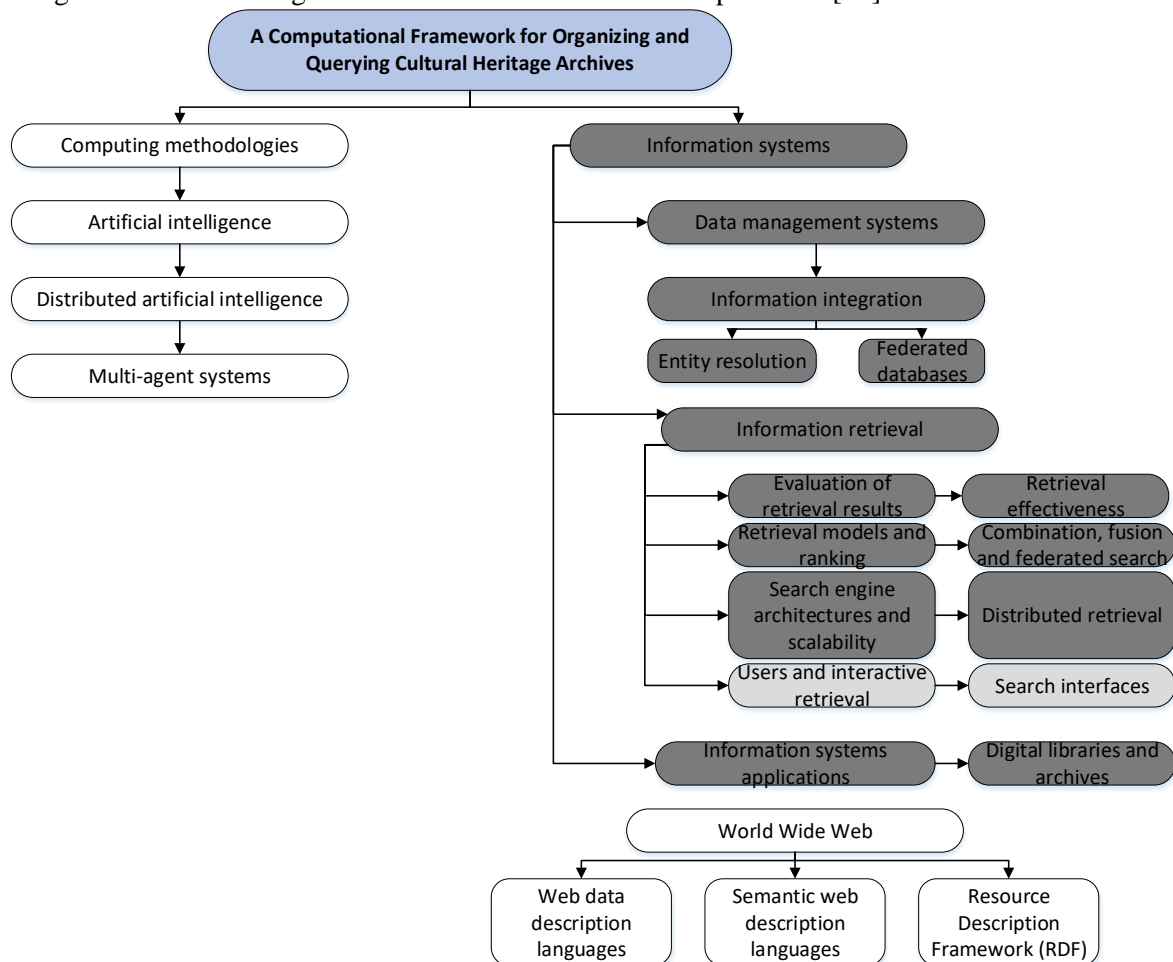 A Computational Framework for Organizing and
Querying Cultural Heritage Archives
Computing methodologies
Information systems
Artificial intelligence
Data management systems
Distributed artificial intelligence
Information integration
Multi-agent systems
Entity resolution
Federated
databases
Information retrieval
Evaluation of
retrieval results
Retrieval
effectiveness
Retrieval models and
ranking
Combination, fusion
and federated search
Search engine
architectures and
scalability
Distributed retrieval
Users and interactive
retrieval
Search interfaces
Information systems
applications
Digital libraries and
archives
World Wide Web
Web data
description
languages
Semantic web
description
languages
Resource
Description
Framework (RDF)